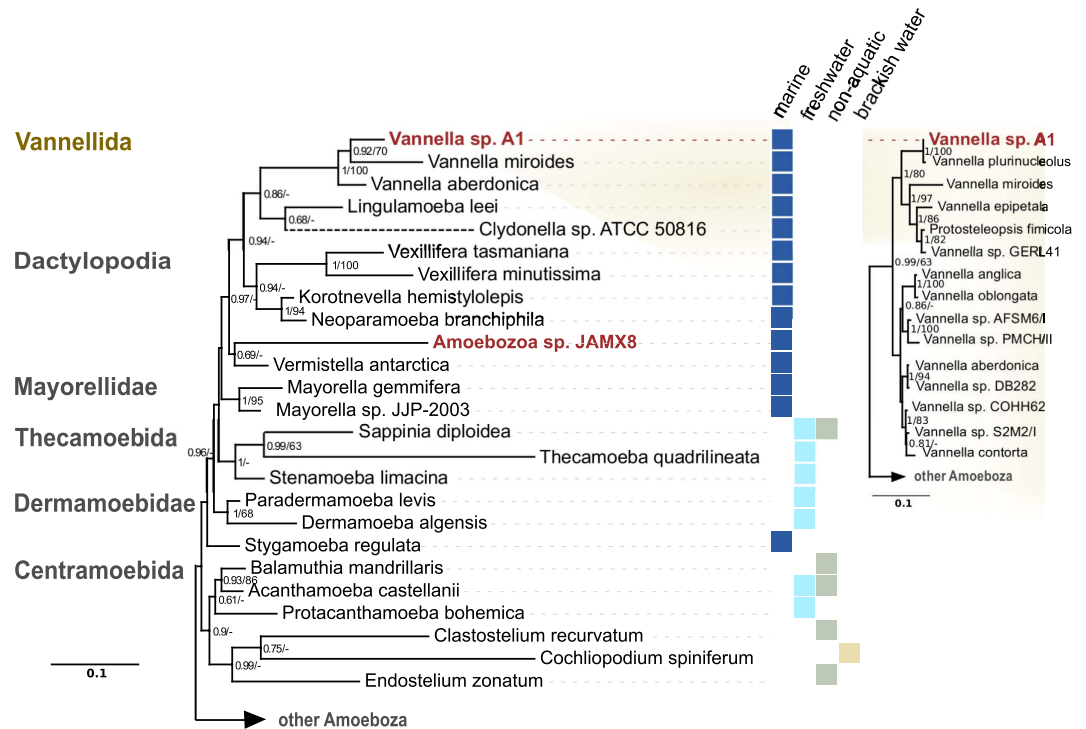 marine
freshwater
non-aquatic
brackish water
Vannellida
Dactylopodia
Mayorellidae
Thecamoebida
Dermamoebidae
Centramoebida
Vannella sp. A1
0.92/70
Vannella miroides
1/100
Vannella aberdonica
0.86/-
Lingulamoeba leei
0.68/-
Clydonella sp. ATCC 50816
0.94/-
Vexillifera tasmaniana
1/100
Vexillifera minutissima
0.94/-
0.97/-
Korotnevella hemistylolepis
1/94
Neoparamoeba branchiphila
Amoebozoa sp. JAMX8
0.69/-
Vermistella antarctica
Mayorella gemmifera
1/95
Mayorella sp. JJP-2003
Sappinia diploidea
0.99/63
0.96/-
Thecamoeba quadrilineata
1/-
Stenamoeba limacina
Paradermamoeba levis
1/68
Dermamoeba algensis
Stygamoeba regulata
Balamuthia mandrillaris
0.93/86
Acanthamoeba castellanii
0.61/-
Protacanthamoeba bohemica
0.9/-
Clastostelium recurvatum
0.75/-
Cochliopodium spiniferum
0.99/-
Endostelium zonatum
0.1
other Amoeboza
Vannella sp. A1
1/100
Vannella plurinucleolus
1/80
Vannella miroides
1/97
Vannella epipetala
1/86
Protosteleopsis fimicola
1/82
Vannella sp. GERL41
0.99/63
Vannella anglica
1/100
Vannella oblongata
0.86/-
Vannella sp. AFSM6/I
1/100
Vannella sp. PMCH/II
Vannella aberdonica
1/94
Vannella sp. DB282
Vannella sp. COHH62
1/83
Vannella sp. S2M2/I
0.81/-
Vannella contorta
other Amoeboza
0.1